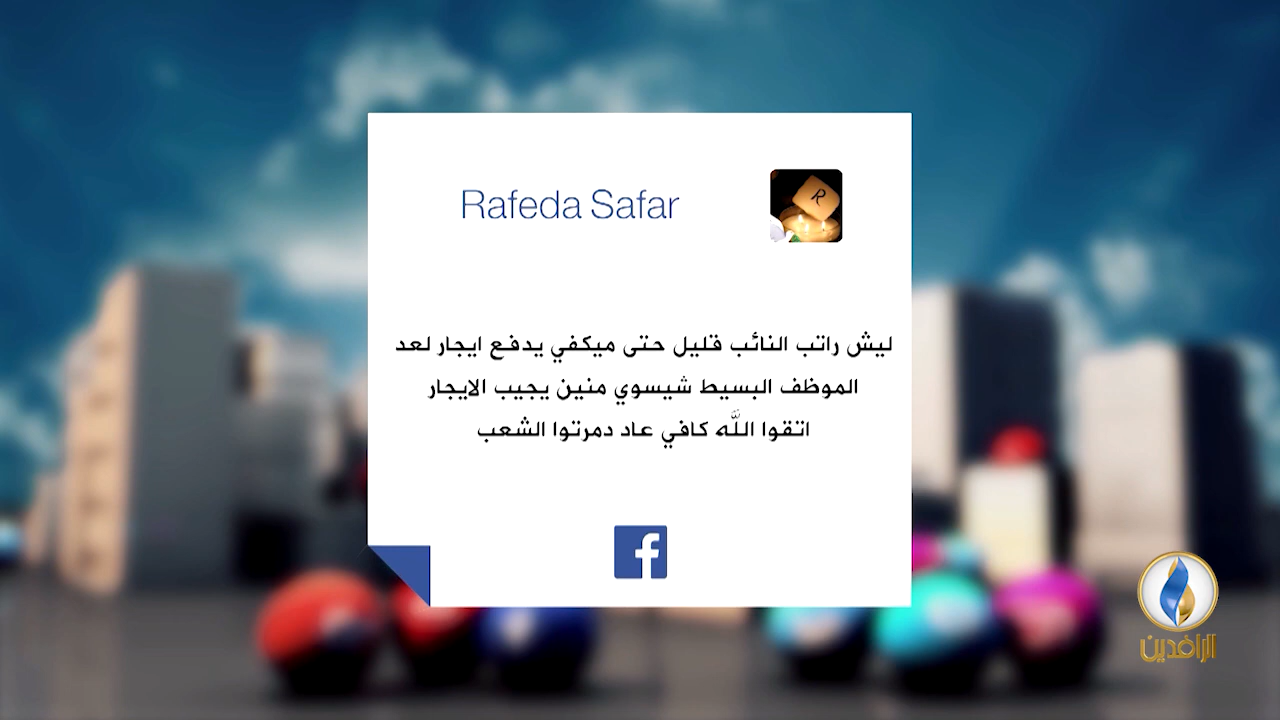 Rafeda Safar
R
ليش راتب النائب قليل حتى ميكفي يدفع ايجار لعد
الموظف البسيط شيسوي منين يجيب الايجار
اتقوا الله كافي عاد دمرتوا الشعب
f
الرافدين